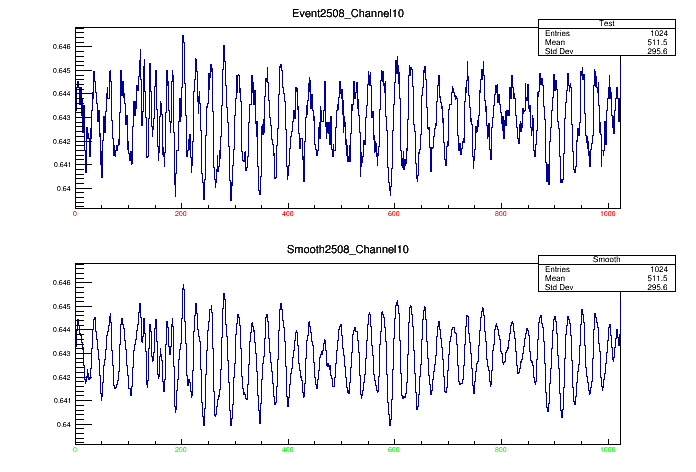 Event2508_Channel10
Test
Entries 1024
Mean 511.5
Std Dev 295.6
0.646
0.645
0.644
0.643
0.642
0.641
0.64
0 200 400 600 800 1000
Smooth2508_Channel10
Smooth
Entries 1024
Mean 511.5
Std Dev 295.6
0.646
0.645
0.644
0.643
0.642
0.641
0.64
0 200 400 600 800 1000